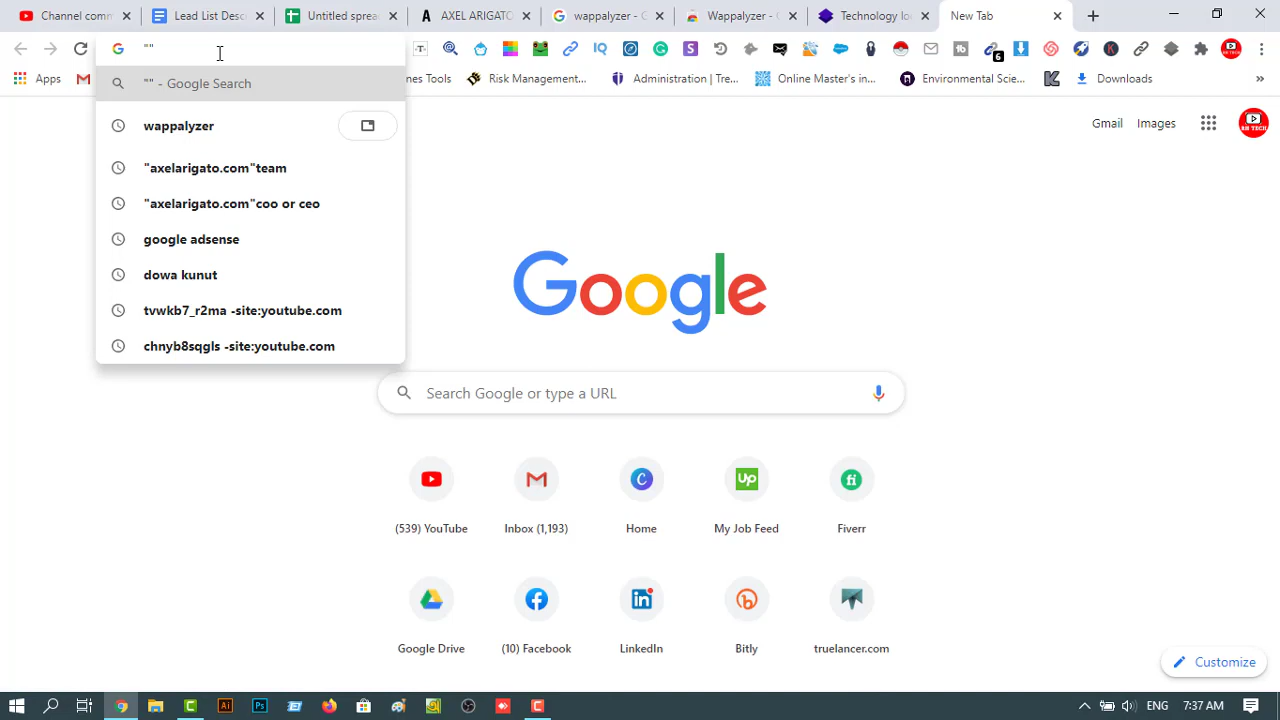 Channel comm
Lead List Desc
Untitled sprea
AXEL ARIGATO
wappalyzer - G
Wappalyzer - G
Technology lo
New Tab
""
-T-
IQ
S
6
K
Apps
nes Tools
Risk Management...
Administration | Tre...
Online Master's in...
Environmental Scie...
Downloads
»
"" - Google Search
wappalyzer
"axelarigato.com"team
"axelarigato.com"coo or ceo
google adsense
dowa kunut
tvwkb7_r2ma -site:youtube.com
chnyb8sqgls -site:youtube.com
Gmail
Images
Google
Search Google or type a URL
(539) YouTube
Inbox (1,193)
Home
My Job Feed
Fiverr
Google Drive
(10) Facebook
LinkedIn
Bitly
truelancer.com
Customize
ENG
7:37 AM